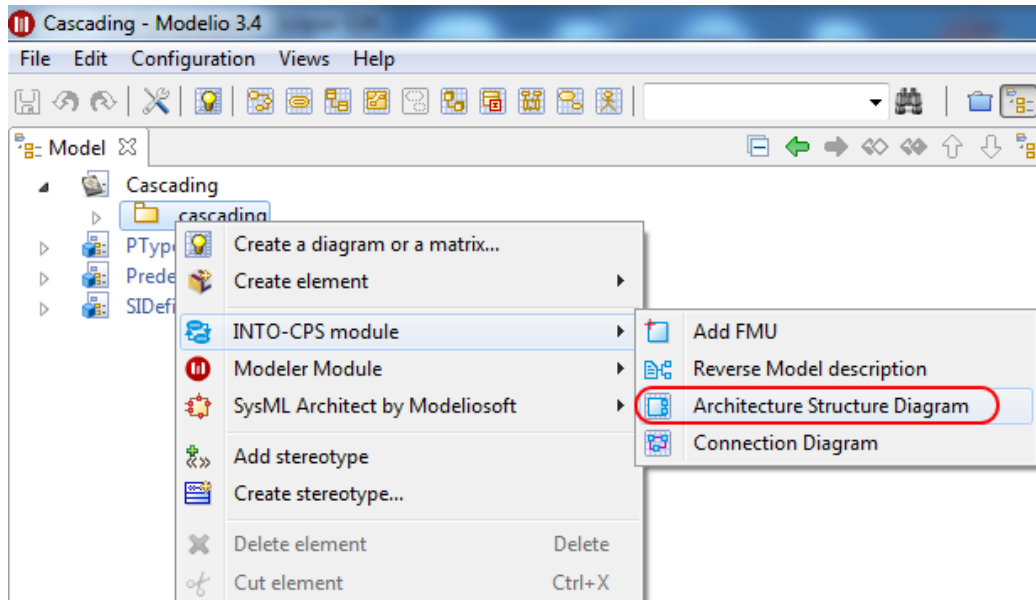 Cascading - Modelio 3.4
File Edit Configuration Views Help
Model
Cascading
cascading
PType
Prede
SIDefi
Create a diagram or a matrix...
Create element
INTO-CPS module
Modeler Module
SysML Architect by Modeliosoft
Add stereotype
Create stereotype...
Delete element Delete
Cut element Ctrl+X
Add FMU
Reverse Model description
Architecture Structure Diagram
Connection Diagram